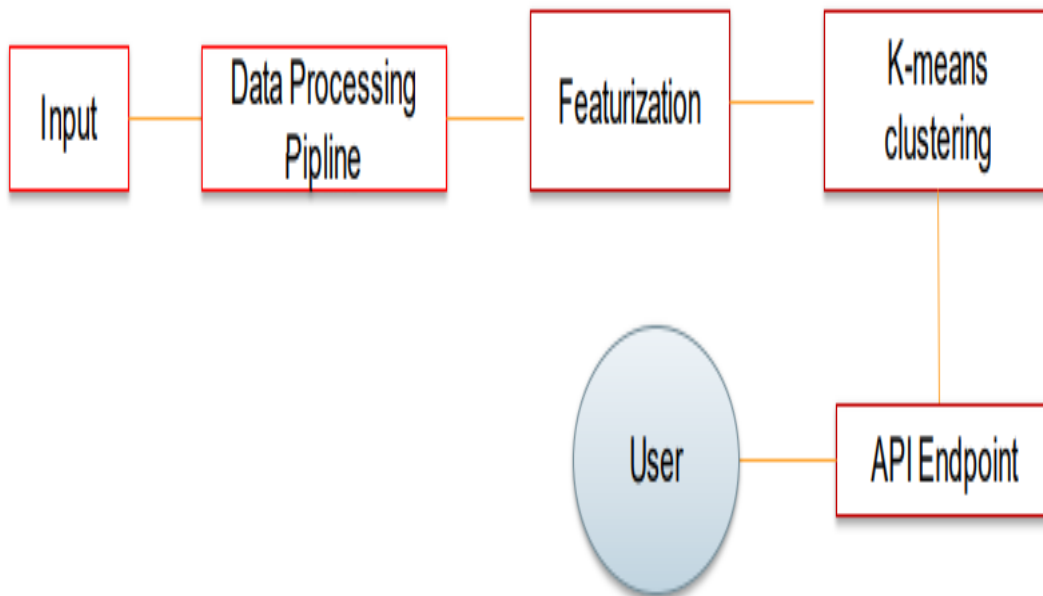 Input
Data Processing
Pipline
Featurization
K-means
clustering
User
API Endpoint